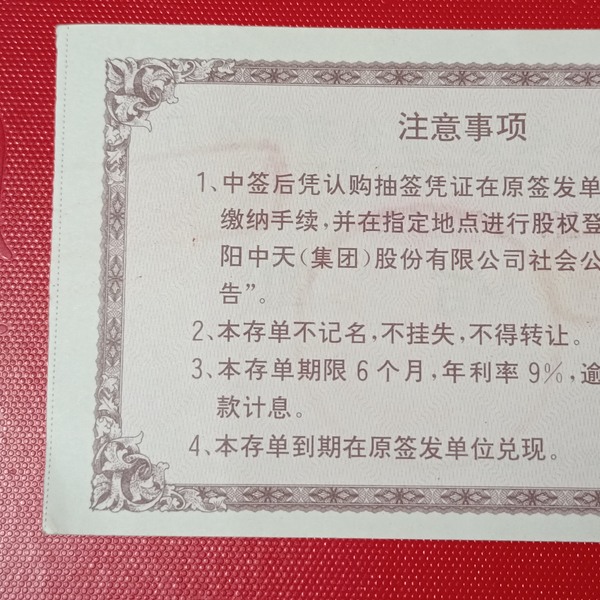 注意事项
1、中签后凭认购抽签凭证在原签发单
缴纳手续,并在指定地点进行股权登
阳中天(集团)股份有限公司社会公
告”。
2、本存单不记名,不挂失,不得转让。
3、本存单期限6个月,年利率9%,逾
款计息。
4、本存单到期在原签发单位兑现。